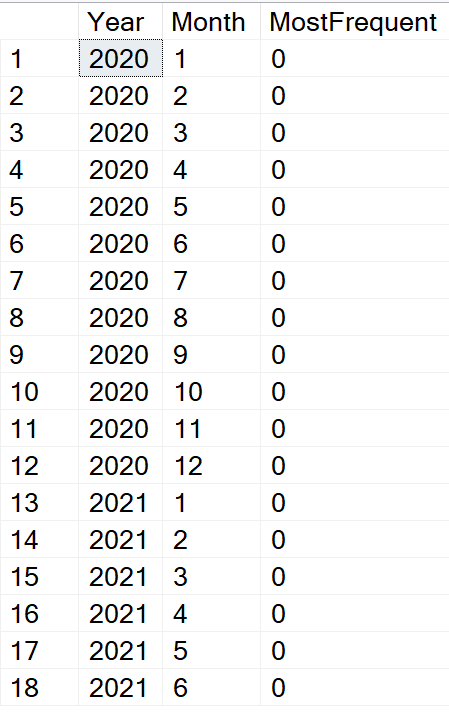 Year Month MostFrequent
1 2020 1 0
2 2020 2 0
3 2020 3 0
4 2020 4 0
5 2020 5 0
6 2020 6 0
7 2020 7 0
8 2020 8 0
9 2020 9 0
10 2020 10 0
11 2020 11 0
12 2020 12 0
13 2021 1 0
14 2021 2 0
15 2021 3 0
16 2021 4 0
17 2021 5 0
18 2021 6 0